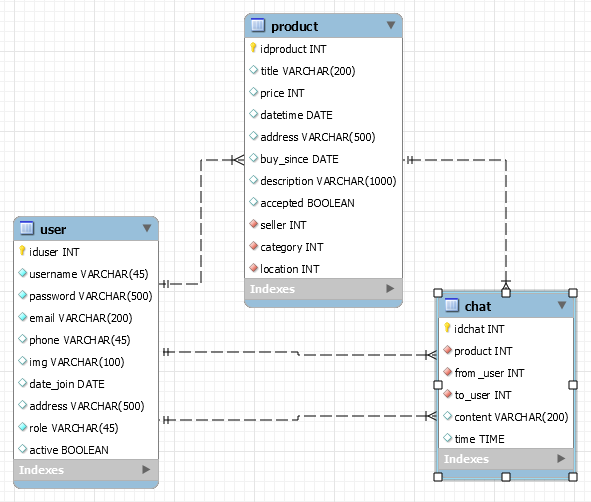 product
idproduct INT
title VARCHAR(200)
price INT
datetime DATE
address VARCHAR(500)
buy_since DATE
description VARCHAR(1000)
accepted BOOLEAN
seller INT
category INT
location INT
Indexes
user
iduser INT
username VARCHAR(45)
password VARCHAR(500)
email VARCHAR(200)
phone VARCHAR(45)
img VARCHAR(100)
date_join DATE
address VARCHAR(500)
role VARCHAR(45)
active BOOLEAN
Indexes
chat
idchat INT
product INT
from_user INT
to_user INT
content VARCHAR(200)
time TIME
Indexes